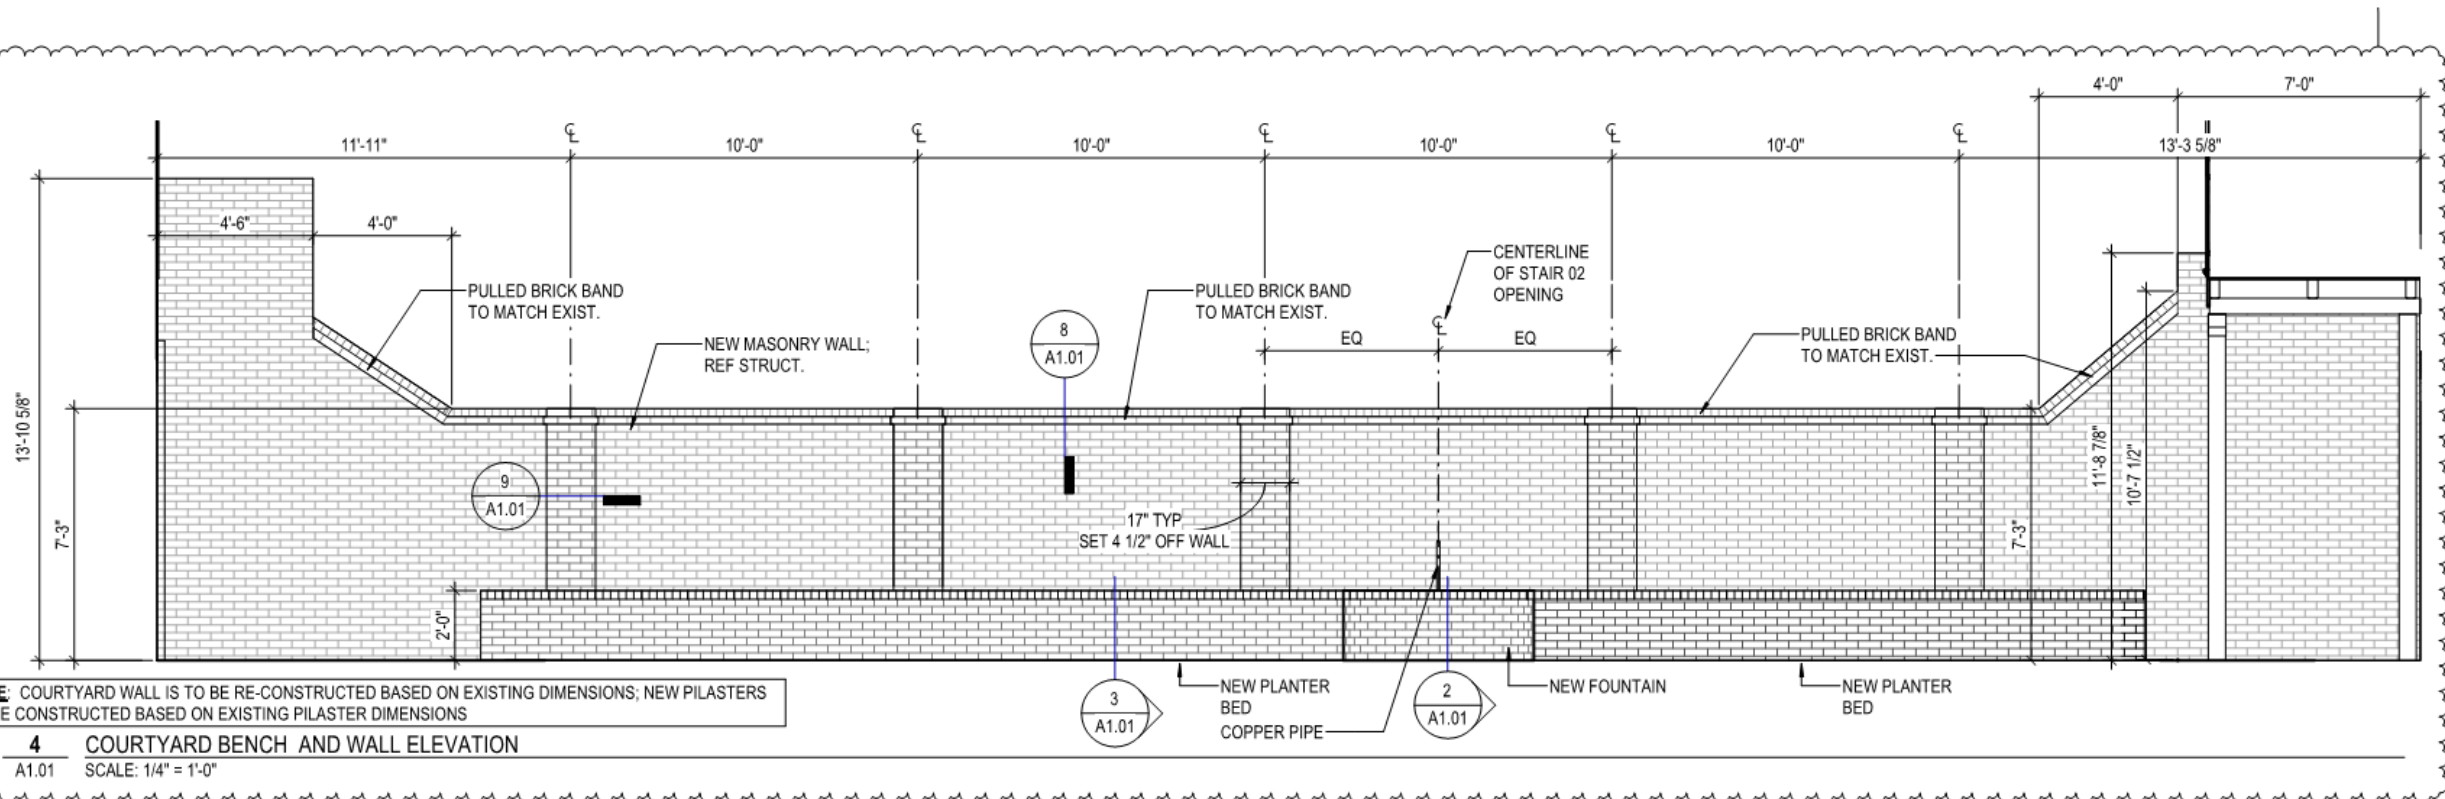 4'-0" 7'-0"
℄ ℄ ℄ ℄ ℄
11'-11" 10'-0" 10'-0" 10'-0" 10'-0" 13'-3 5/8"
4'-6" 4'-0"
CENTERLINE
OF STAIR 02
OPENING
℄
PULLED BRICK BAND
TO MATCH EXIST.
PULLED BRICK BAND
TO MATCH EXIST.
EQ EQ
8
A1.01
NEW MASONRY WALL;
REF STRUCT.
PULLED BRICK BAND
TO MATCH EXIST.
13'-10 5/8"
7'-3"
9
A1.01
17" TYP
SET 4 1/2" OFF WALL
7'-3"
11'-8 7/8"
10'-7 1/2"
2'-0"
E: COURTYARD WALL IS TO BE RE-CONSTRUCTED BASED ON EXISTING DIMENSIONS; NEW PILASTERS
E CONSTRUCTED BASED ON EXISTING PILASTER DIMENSIONS
3
A1.01
NEW PLANTER
BED
COPPER PIPE
2
A1.01
NEW FOUNTAIN
NEW PLANTER
BED
4 COURTYARD BENCH AND WALL ELEVATION
A1.01 SCALE: 1/4" = 1'-0"